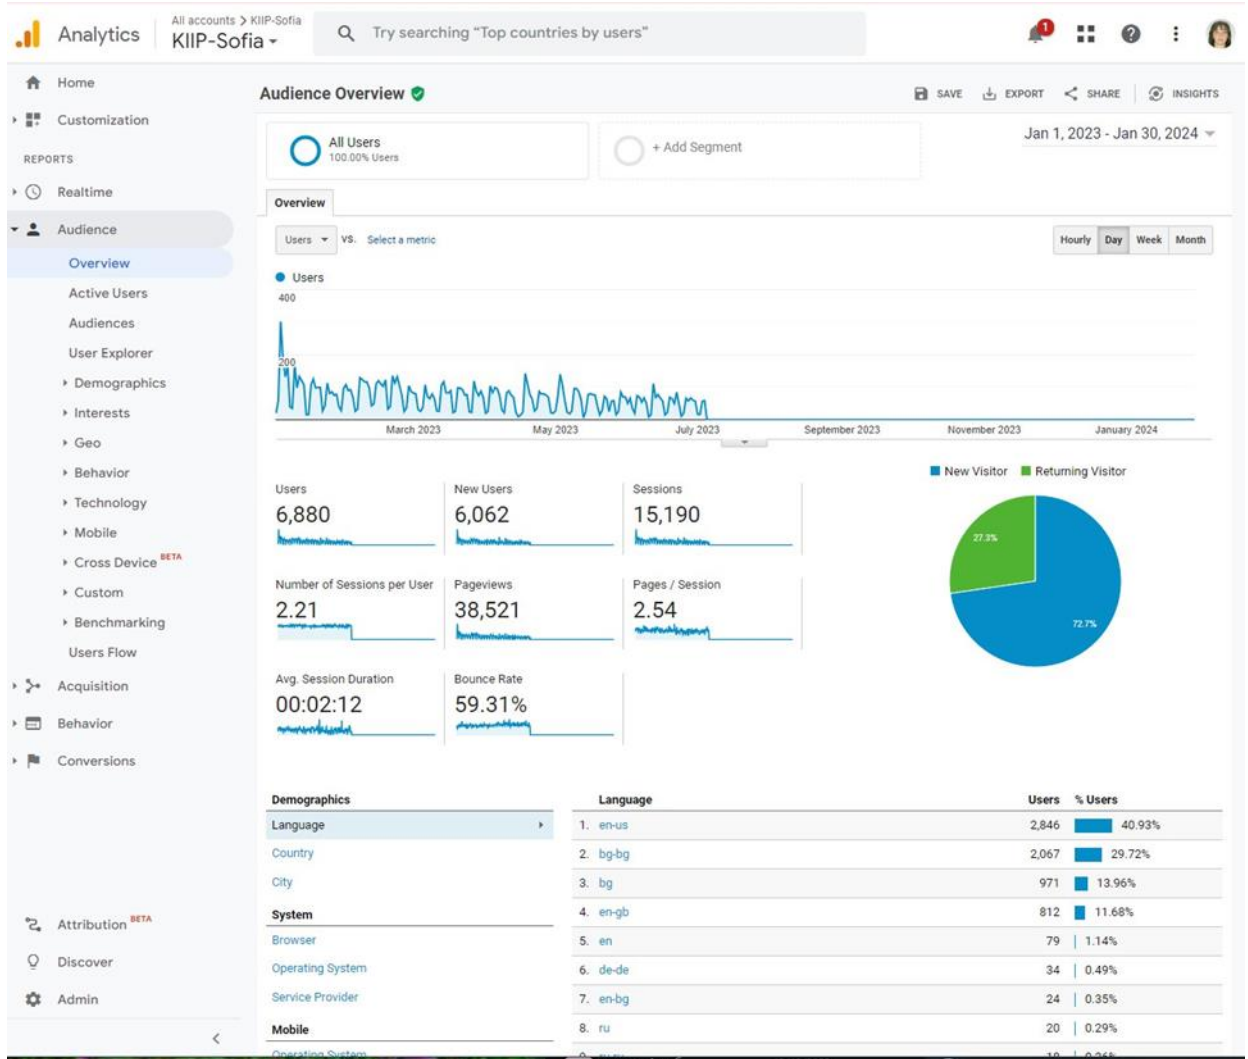 All accounts > KIIP-Sofia
Analytics
KIIP-Sofia
Try searching "Top countries by users"
1
Home
Customization
REPORTS
Realtime
Audience
Overview
Active Users
Audiences
User Explorer
Demographics
Interests
Geo
Behavior
Technology
Mobile
Cross Device BETA
Custom
Benchmarking
Users Flow
Acquisition
Behavior
Conversions
Attribution BETA
Discover
Admin
Audience Overview
SAVE EXPORT SHARE INSIGHTS
All Users
100.00% Users
+ Add Segment
Jan 1, 2023 - Jan 30, 2024
Overview
Users VS. Select a metric
Hourly Day Week Month
Users
400
200
March 2023 May 2023 July 2023 September 2023 November 2023 January 2024
New Visitor Returning Visitor
27.3%
72.7%
Users
6,880
New Users
6,062
Sessions
15,190
Number of Sessions per User
2.21
Pageviews
38,521
Pages / Session
2.54
Avg. Session Duration
00:02:12
Bounce Rate
59.31%
Demographics
Language
Country
City
System
Browser
Operating System
Service Provider
Mobile
Operating System
Language Users % Users
1. en-us 2,846 40.93%
2. bg-bg 2,067 29.72%
3. bg 971 13.96%
4. en-gb 812 11.68%
5. en 79 1.14%
6. de-de 34 0.49%
7. en-bg 24 0.35%
8. ru 20 0.29%